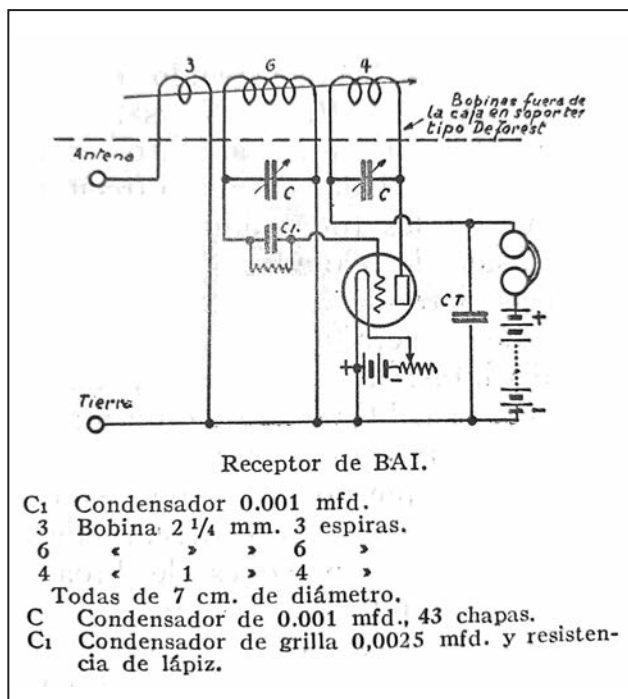 3 6 4
Bobinas fuera de
la caja en soportes
tipo Deforest
Antena
C C
C1.
CT
+
+ -
-
Tierra
Receptor de BAI.
C1 Condensador 0.001 mfd.
3 Bobina 2 1/4 mm. 3 espiras.
6 « » » 6 »
4 « 1 » 4 »
Todas de 7 cm. de diámetro.
C Condensador de 0.001 mfd., 43 chapas.
C1 Condensador de grilla 0,0025 mfd. y resisten-
cia de lápiz.